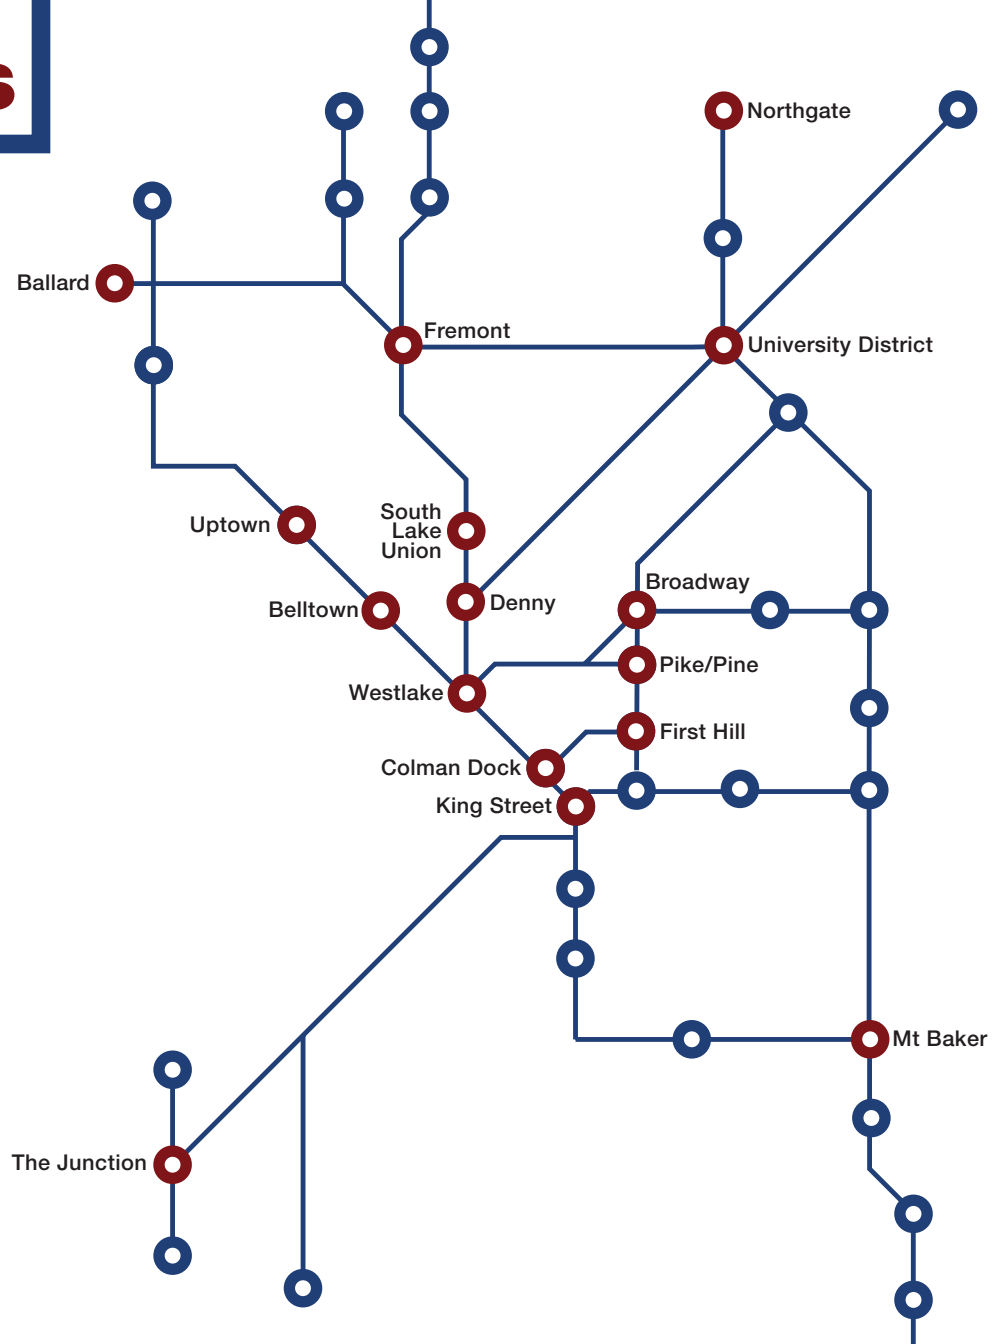 s
Northgate
Ballard
Fremont
University District
South
Lake
Union
Uptown
Broadway
Belltown
Denny
Pike/Pine
Westlake
First Hill
Colman Dock
King Street
Mt Baker
The Junction